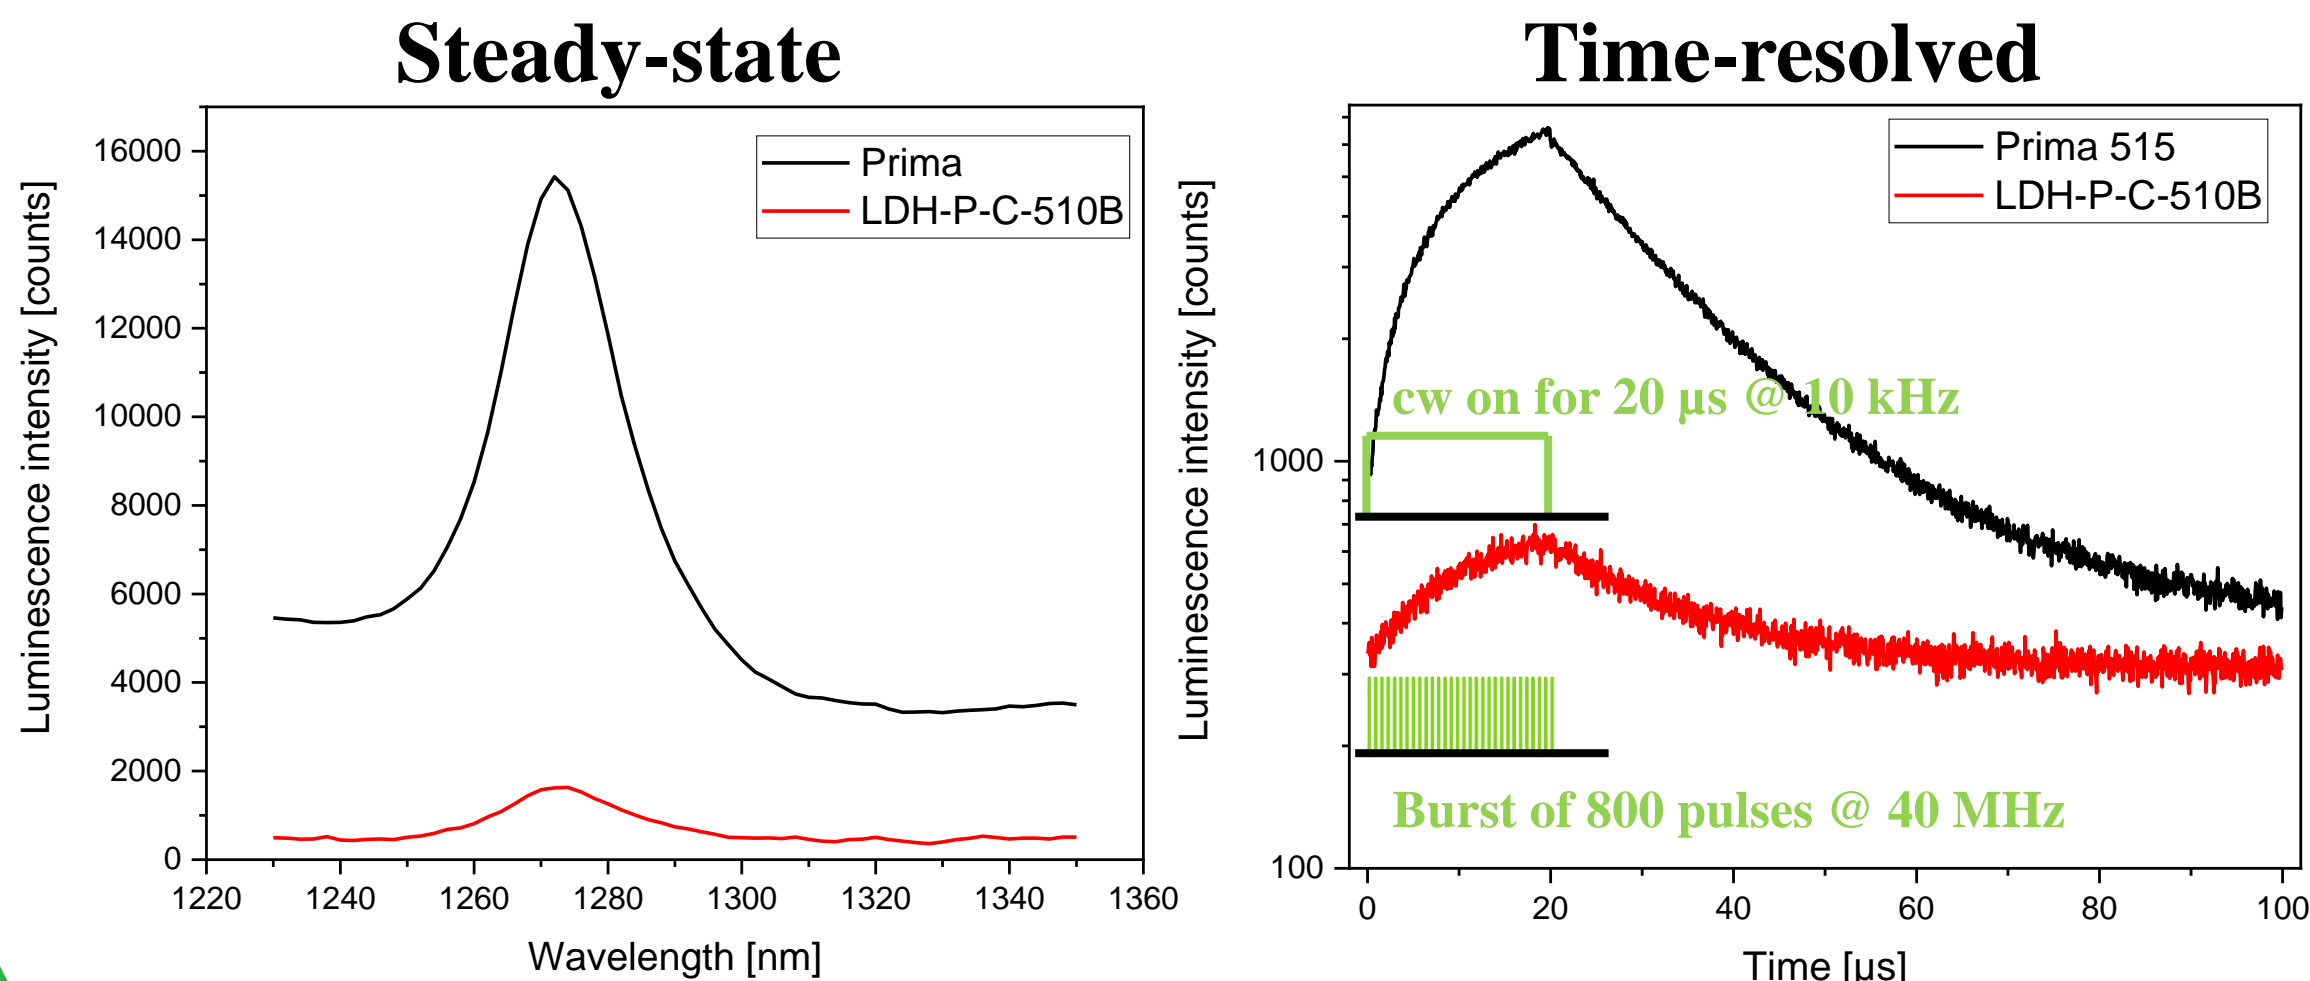 Steady-state
Luminescence intensity [counts]
16000
14000
12000
10000
8000
6000
4000
2000
0
Prima
LDH-P-C-510B
1220
1240
1260
1280
1300
1320
1340
1360
Wavelength [nm]
Time-resolved
Luminescence intensity [counts]
1000
100
Prima 515
LDH-P-C-510B
cw on for 20 µs @ 10 kHz
Burst of 800 pulses @ 40 MHz
0
20
40
60
80
100
Time [µs]